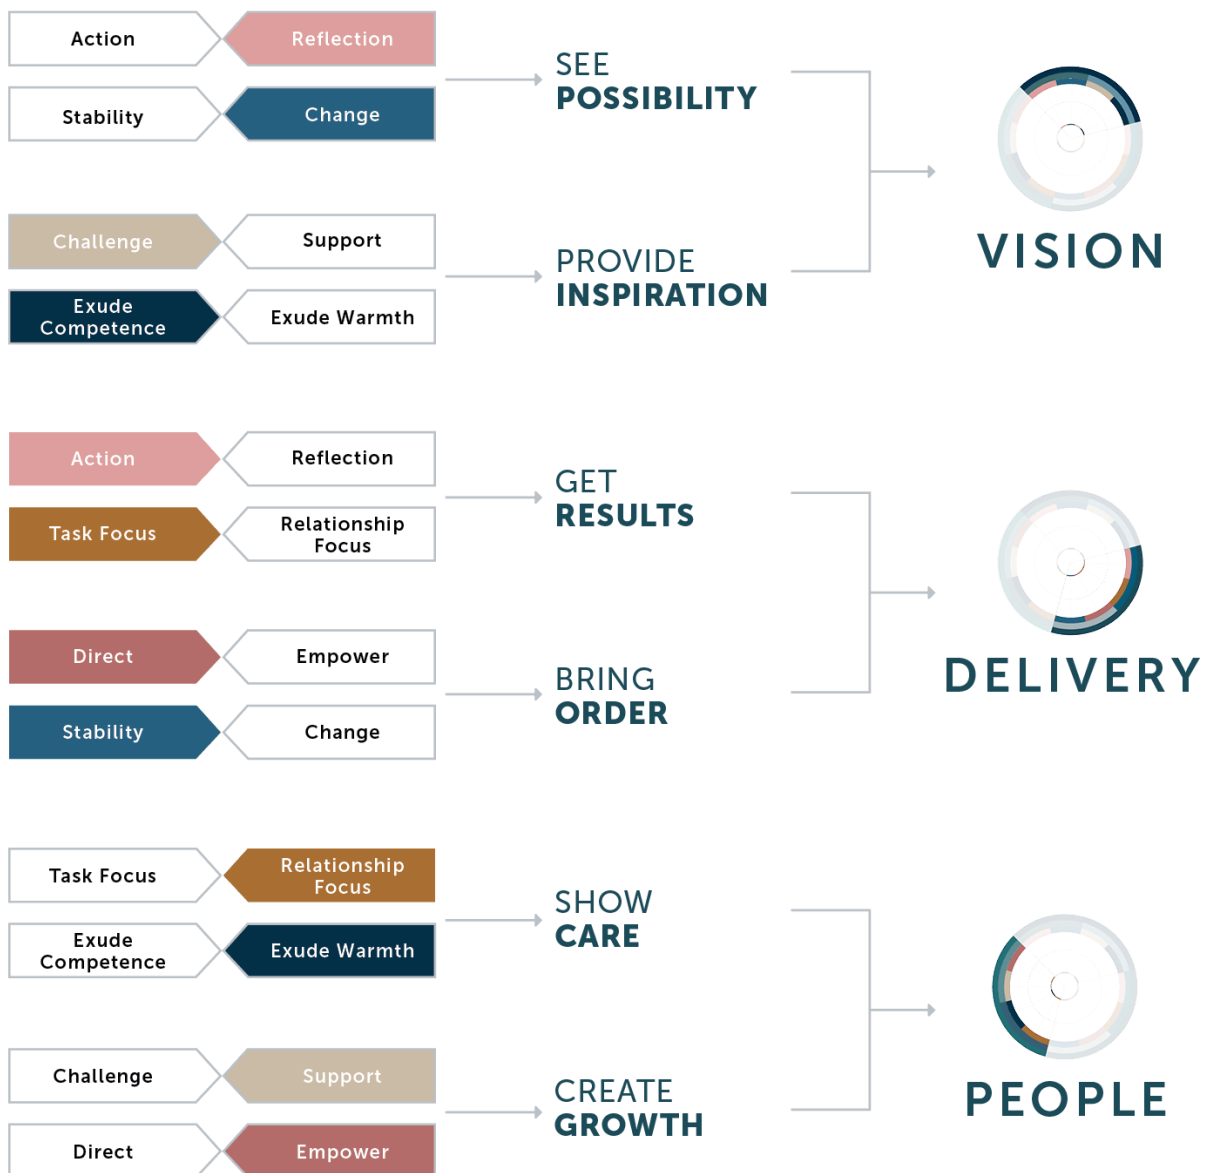 Action
Reflection
Stability
Change
SEE
POSSIBILITY
Challenge
Support
Exude
Competence
Exude Warmth
PROVIDE
INSPIRATION
VISION
Action
Reflection
Task Focus
Relationship
Focus
GET
RESULTS
Direct
Empower
Stability
Change
BRING
ORDER
DELIVERY
Task Focus
Relationship
Focus
Exude
Competence
Exude Warmth
SHOW
CARE
Challenge
Support
Direct
Empower
CREATE
GROWTH
PEOPLE